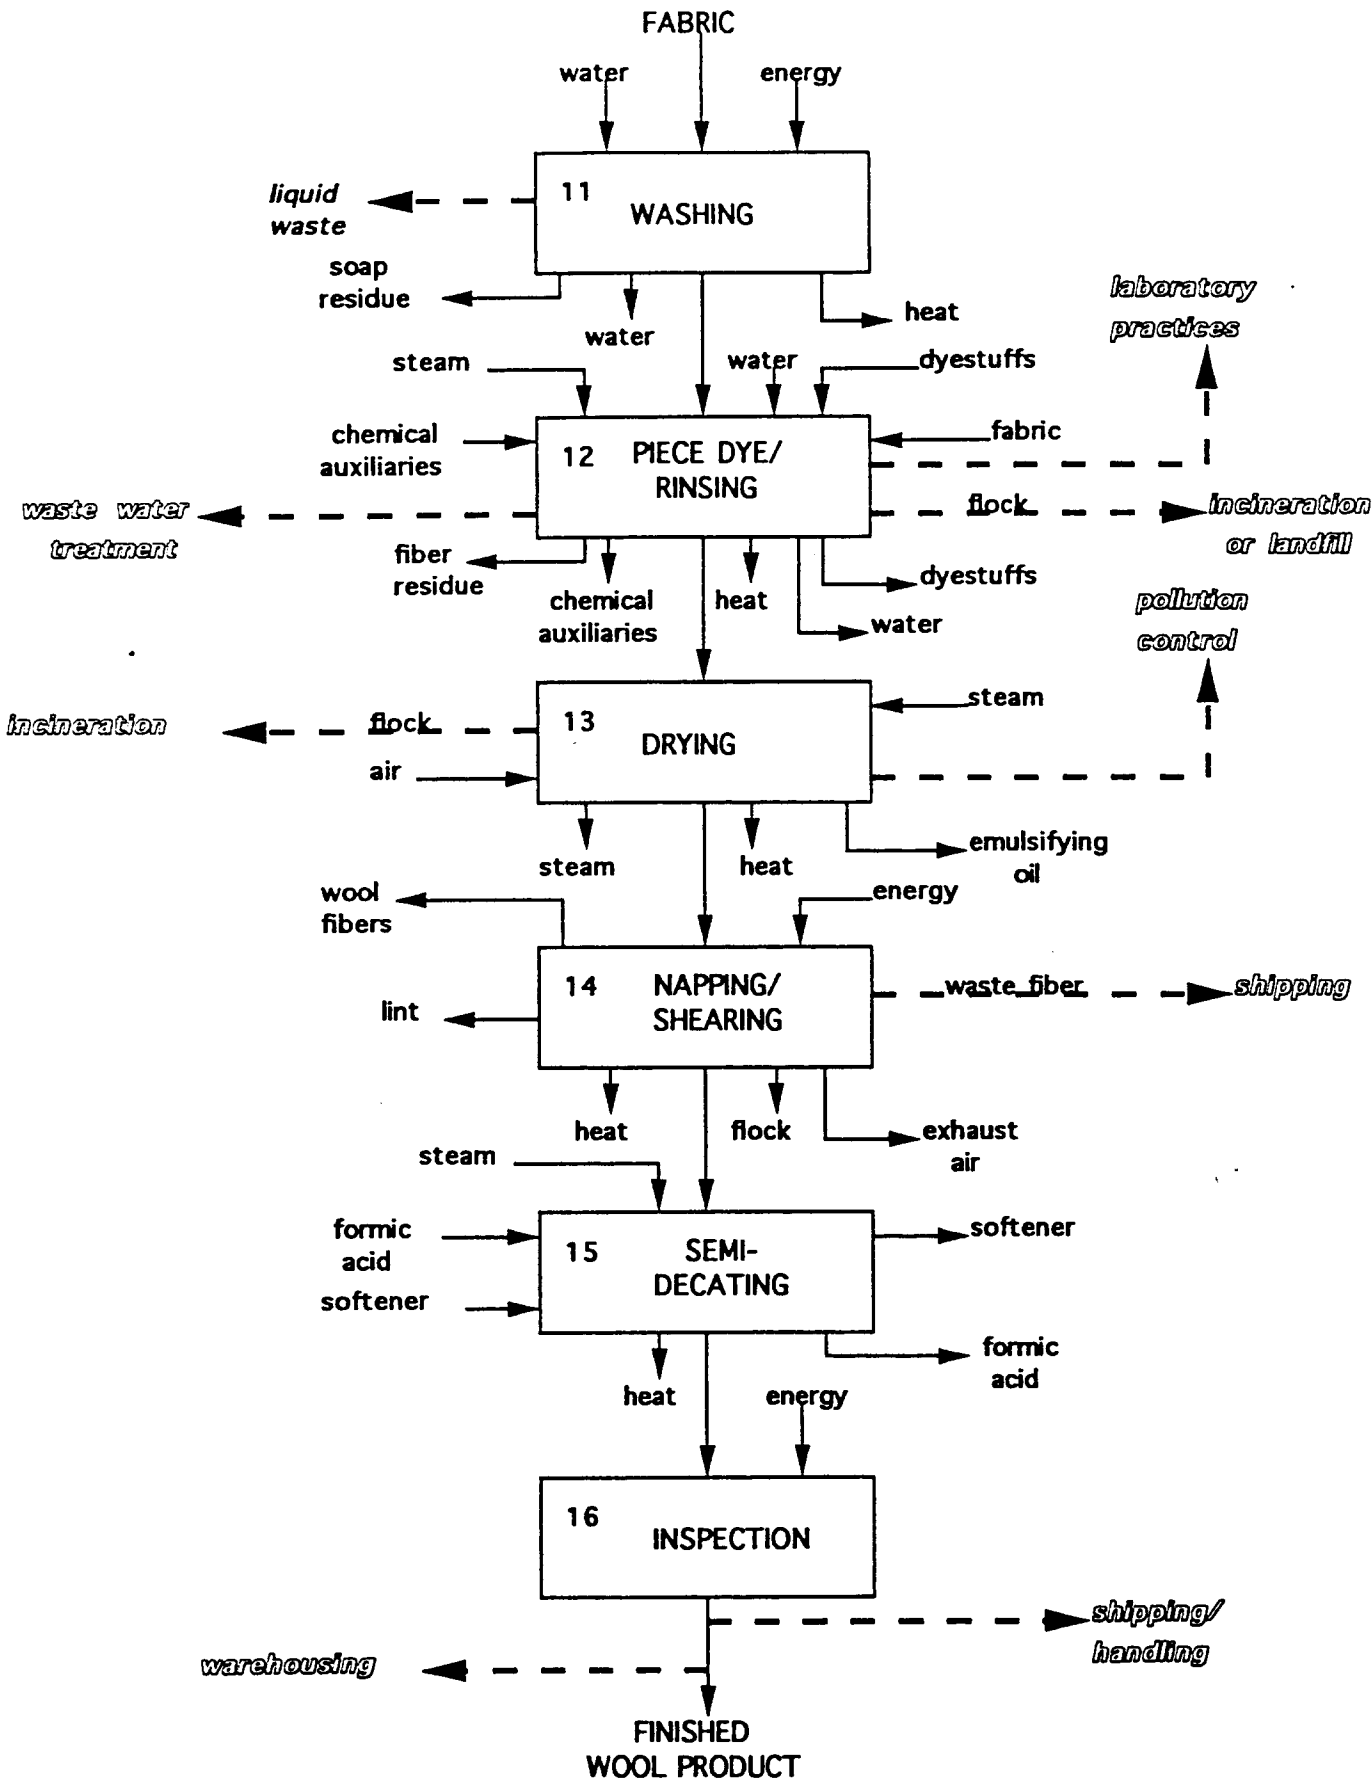 FABRIC
water
energy
11
WASHING
liquid
waste
soap
residue
water
heat
laboratory
practices
steam
water
dyestuffs
chemical
auxiliaries
12
PIECE DYE/
RINSING
fabric
waste water
treatment
flock
incineration
or landfill
fiber
residue
chemical
auxiliaries
heat
dyestuffs
water
pollution
control
incineration
flock
13
DRYING
steam
air
steam
heat
emulsifying
oil
wool
fibers
energy
14
NAPPING/
SHEARING
waste fiber
shipping
lint
heat
flock
exhaust
air
steam
formic
acid
15
SEMI-
DECATING
softener
softener
heat
formic
acid
energy
16
INSPECTION
shipping/
handling
warehousing
FINISHED
WOOL PRODUCT